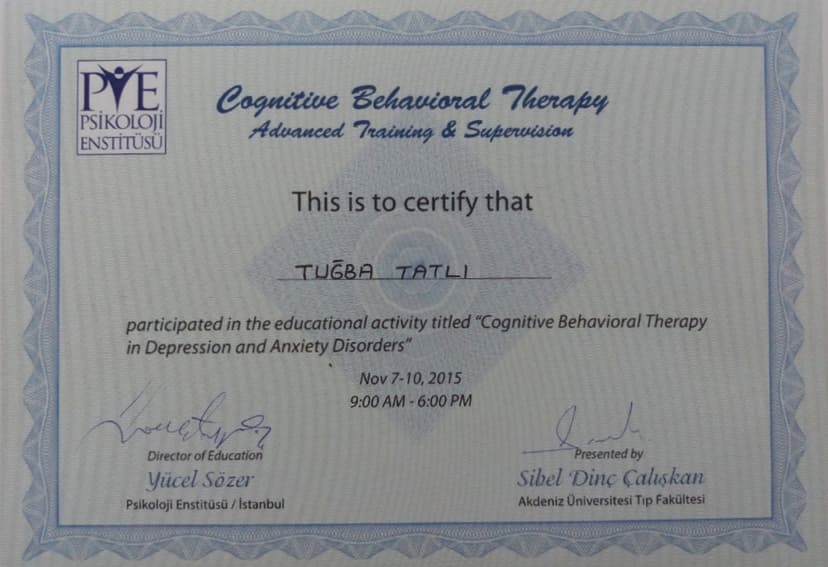 PYE
PSİKOLOJİ
ENSTİTÜSÜ
Cognitive Behavioral Therapy
Advanced Training & Supervision
This is to certify that
TUĞBA TATLI
participated in the educational activity titled “Cognitive Behavioral Therapy
in Depression and Anxiety Disorders”
Nov 7-10, 2015
9:00 AM - 6:00 PM
Director of Education
Yücel Sözer
Psikoloji Enstitüsü / İstanbul
Presented by
Sibel Dinç Çalışkan
Akdeniz Üniversitesi Tıp Fakültesi